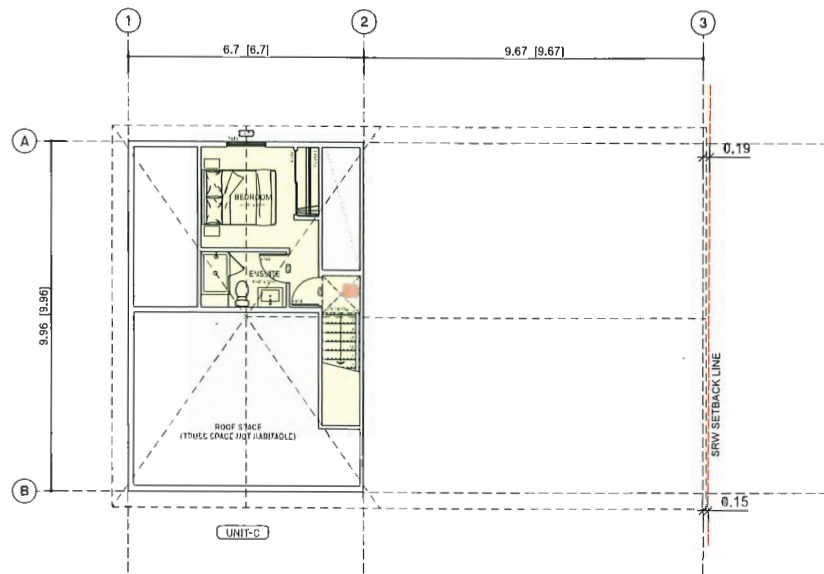 1
2
3
6.7 [6.7]
9.67 [9.67]
A
0.19
BEDROOM
ENSUITE
9.96 [9.96]
SRW SETBACK LINE
ROOF SPACE
(TRUSS SPACE NOT HABITABLE)
B
0.15
UNIT-C